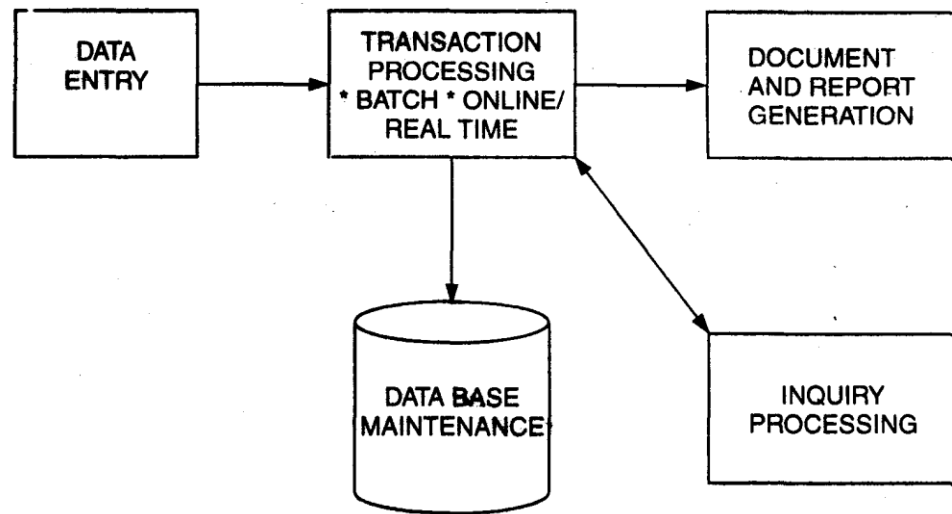 DATA
ENTRY
TRANSACTION
PROCESSING
* BATCH * ONLINE/
REAL TIME
DOCUMENT
AND REPORT
GENERATION
DATA BASE
MAINTENANCE
INQUIRY
PROCESSING